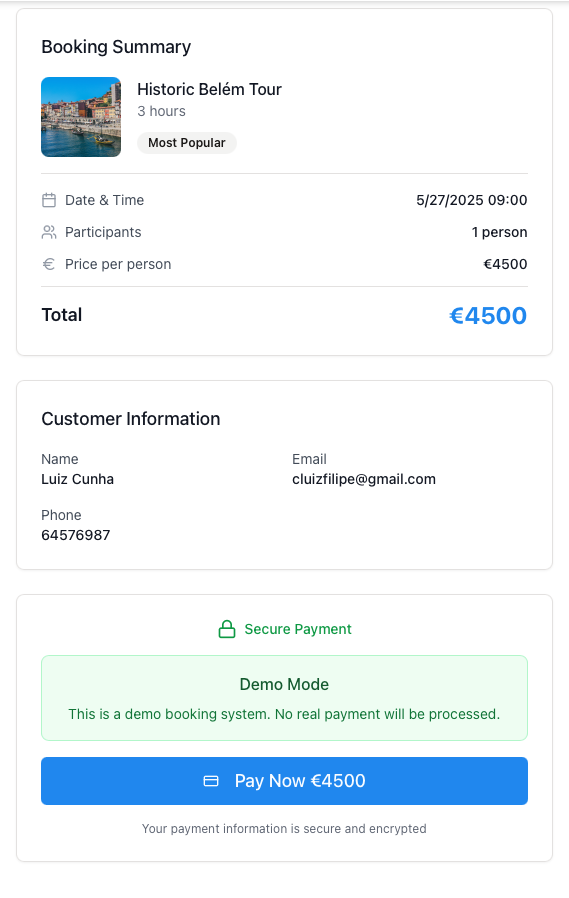 Booking Summary
Historic Belém Tour
3 hours
Most Popular
Date & Time 5/27/2025 09:00
Participants 1 person
Price per person €4500
Total €4500
Customer Information
Name Email
Luiz Cunha cluizfilipe@gmail.com
Phone
64576987
Secure Payment
Demo Mode
This is a demo booking system. No real payment will be processed.
Pay Now €4500
Your payment information is secure and encrypted